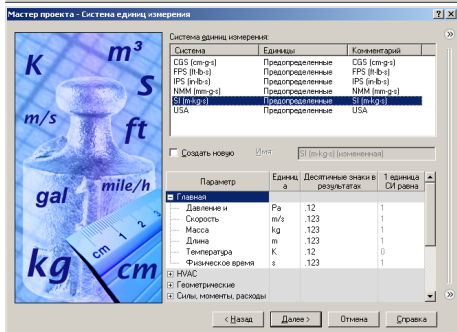 Мастер проекта - Система единиц измерения
Система единиц измерения:
Система Единицы Комментарий
CGS (cm-g-s) Предопределенные CGS (cm-g-s)
FPS (ft-lb-s) Предопределенные FPS (ft-lb-s)
IPS (in-lb-s) Предопределенные IPS (in-lb-s)
NMM (mm-g-s) Предопределенные NMM (mm-g-s)
SI (m-kg-s) Предопределенные SI (m-kg-s)
USA Предопределенные USA
Создать новую Имя: SI (m-kg-s) (измененная)
Параметр Единица Десятичные знаки в результатах 1 единица СИ равна
Главная
Давление и Pa .12 1
Скорость m/s .123 1
Масса kg .123 1
Длина m .123 1
Температура K .12 0
Физическое время s .123 1
HVAC
Геометрические
Силы, моменты, расходы
K
m³
S
m/s
ft
gal
mile/h
cm 1 2 3
kg
cm
< Назад Далее > Отмена Справка